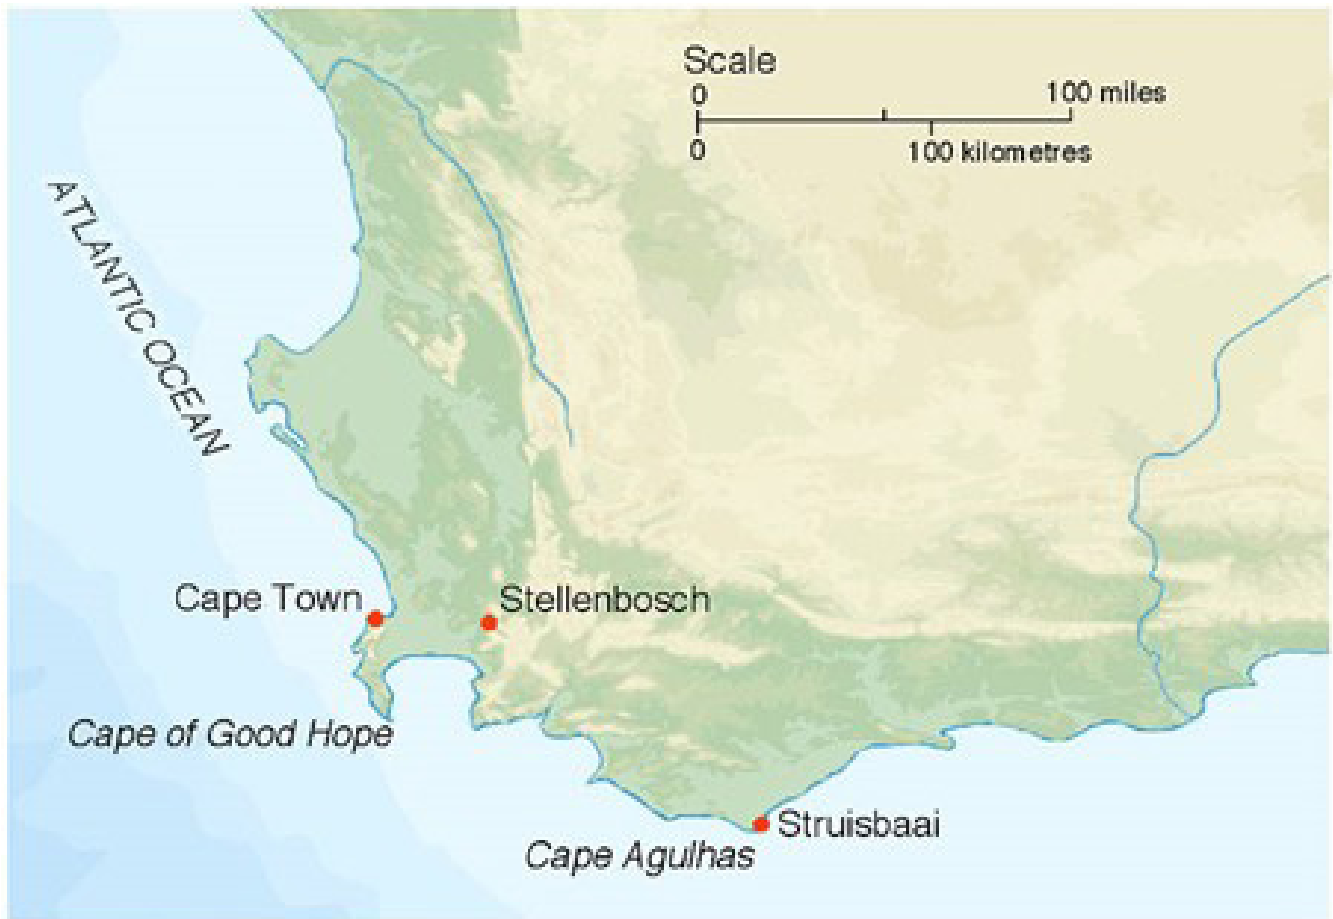 Scale
0 100 miles
0 100 kilometres
ATLANTIC OCEAN
Cape Town
Stellenbosch
Cape of Good Hope
Struisbaai
Cape Agulhas